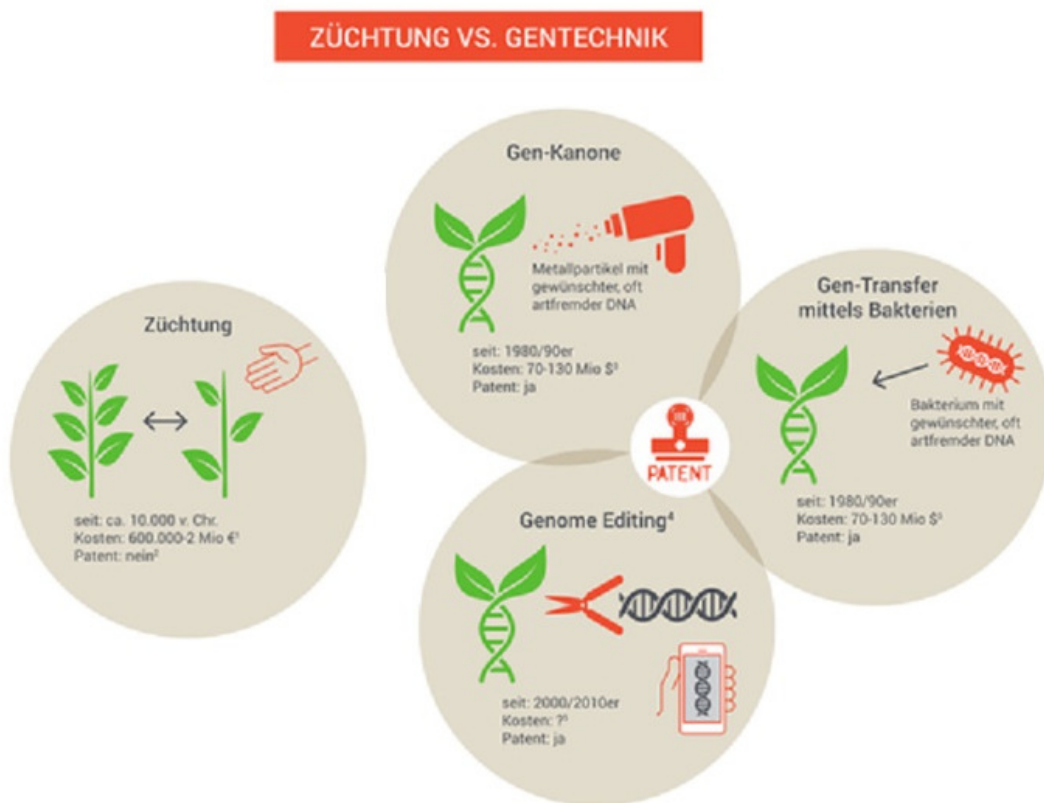 ZÜCHTUNG VS. GENTECHNIK
Gen-Kanone
Metallpartikel mit
gewünschter, oft
artfremder DNA
seit: 1980/90er
Kosten: 70-130 Mio $³
Patent: ja
Gen-Transfer
mittels Bakterien
Bakterium mit
gewünschter, oft
artfremder DNA
seit: 1980/90er
Kosten: 70-130 Mio $³
Patent: ja
Züchtung
seit: ca. 10.000 v. Chr.
Kosten: 600.000-2 Mio €¹
Patent: nein²
PATENT
Genome Editing⁴
seit: 2000/2010er
Kosten: ?⁵
Patent: ja